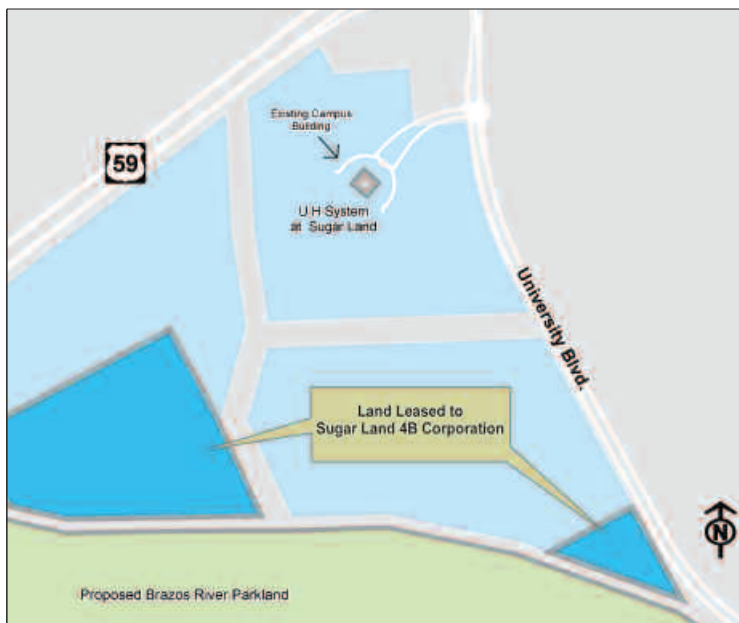 Existing Campus
Building
59
U H System
at Sugar Land
University Blvd.
Land Leased to
Sugar Land 4B Corporation
N
Proposed Brazos River Parkland